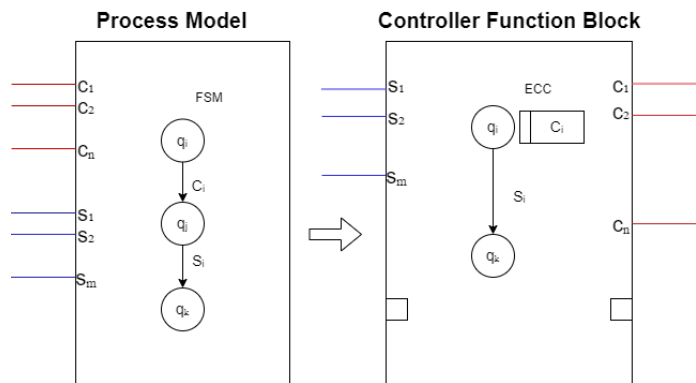 Process Model
C₁
C₂
Cₙ
S₁
S₂
Sₘ
FSM
qᵢ
Cᵢ
qⱼ
Sᵢ
qₖ
Controller Function Block
S₁
S₂
Sₘ
ECC
qᵢ
Cᵢ
Sᵢ
qₖ
C₁
C₂
Cₙ